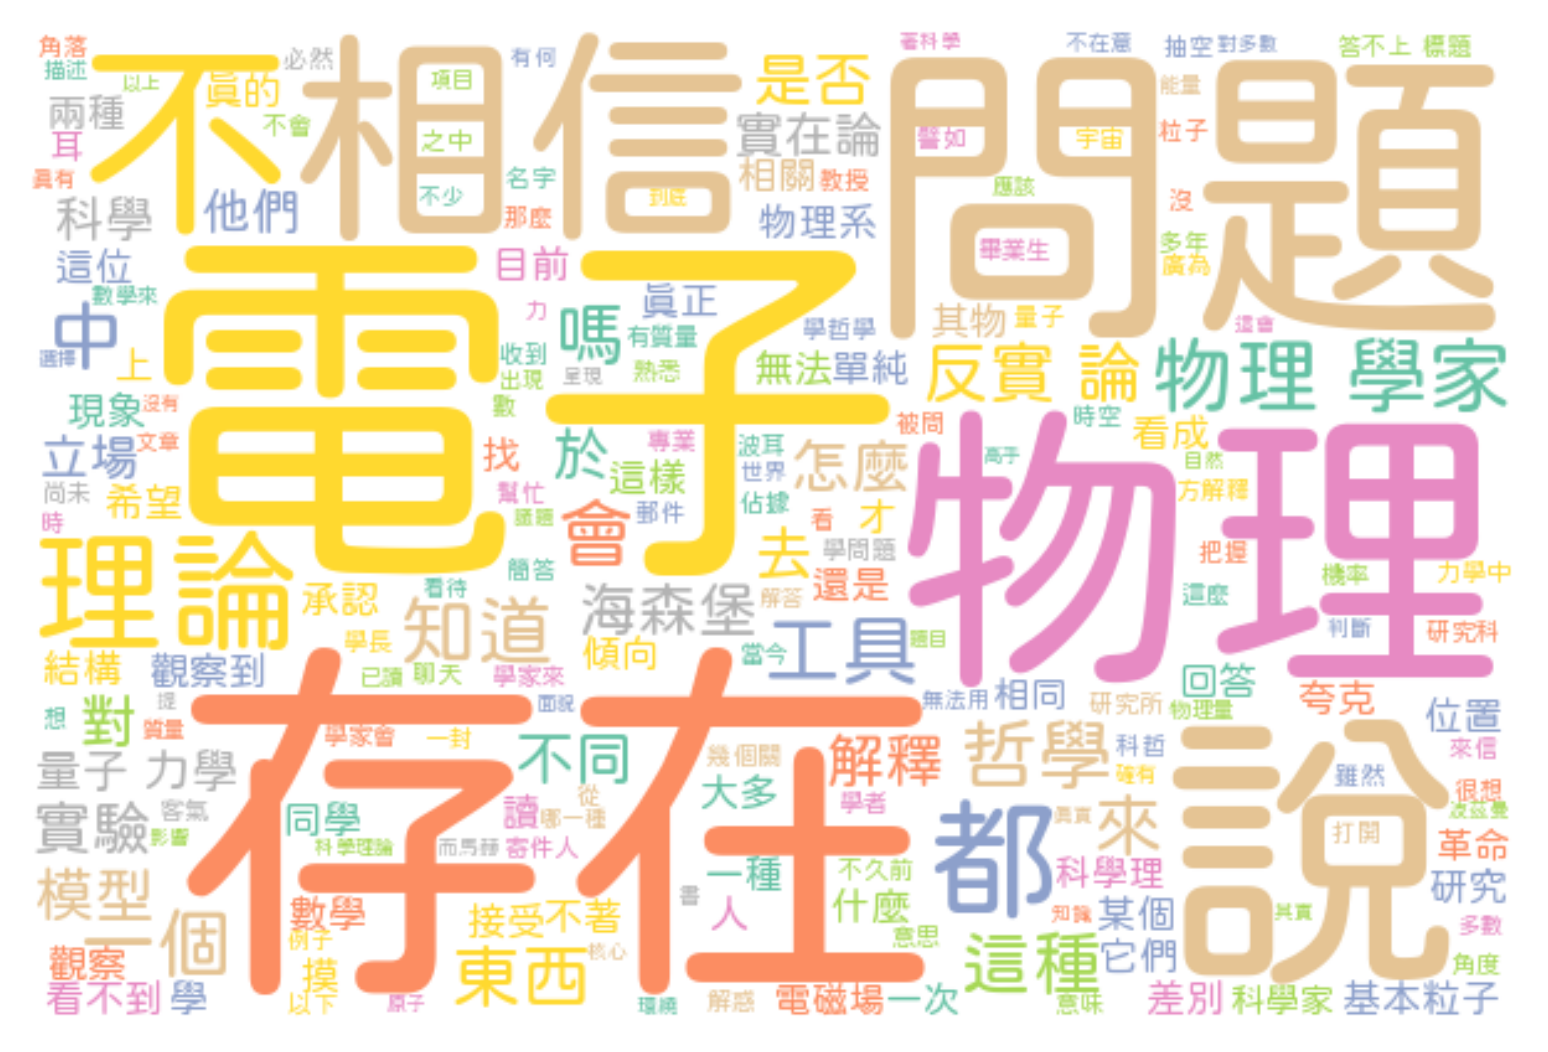 角落
描述
以上
眞的
必然
不
相信
有何
項目
是否
著科學
不在意
抽空
對多數
答不上
標題
兩種
耳
不會
之中
實在論
問題
譬如
宇宙
能量
粒子
眞有
科學
他們
不少
名字
那麼
到底
相關
教授
物理系
應該
沒
畢業生
多年
廣為
這位
數學來
電子
目前
眞正
力
嗎
有質量
學哲學
其物
量子
這會
中
選擇
上
收到
出現
呈現
熟悉
無法
單純
反實
論
物理
學家
現象
沒有
數
被問
時空
看成
立場
文章
找
於
專業
這樣
波耳
世界
怎麼
高手
物理
自然
尚未
希望
幫忙
議題
郵件
佔據
看
才
方解釋
時
會
去
學問題
把握
理論
簡答
還是
機率
力學中
承認
看待
知道
海森堡
解答
這麼
判斷
研究科
學長
傾向
當今
工具
題目
結構
觀察到
已讀
聊天
學家來
回答
想
對
提
質量
存在
面說
無法用
相同
研究所
物理量
夸克
位置
學家會
一封
不同
幾個關
解釋
哲學
科哲
說
來信
量子
力學
大多
確有
雖然
很想
實驗
客氣
影響
同學
讀
從
哪一種
學者
都
眞實
來
波茲曼
打開
革命
科學理論
而馬赫
寄件人
一種
不久前
科學理
研究
模型
一個
數學
例子
接受
不著
書
人
什麼
知識
某個
其實
多數
觀察
摸
東西
核心
意思
這種
它們
角度
看不到
學
以下
原子
環繞
解惑
電磁場
一次
意味
差別
科學家
基本粒子